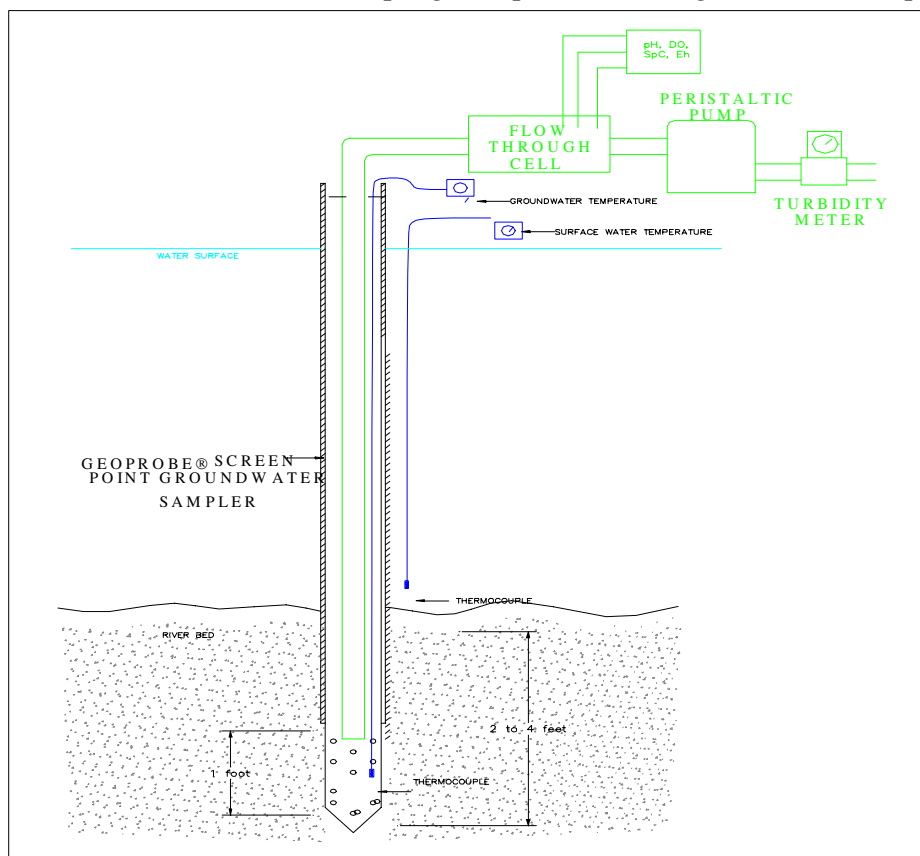 pH, DO,
SpC, Eh
PERISTALTIC
PUMP
FLOW
THROUGH
CELL
TURBIDITY
METER
GROUNDWATER TEMPERATURE
SURFACE WATER TEMPERATURE
WATER SURFACE
GEOPROBE® SCREEN
POINT GROUNDWATER
SAMPLER
THERMOCOUPLE
RIVER BED
2 to 4 feet
1 foot
THERMOCOUPLE